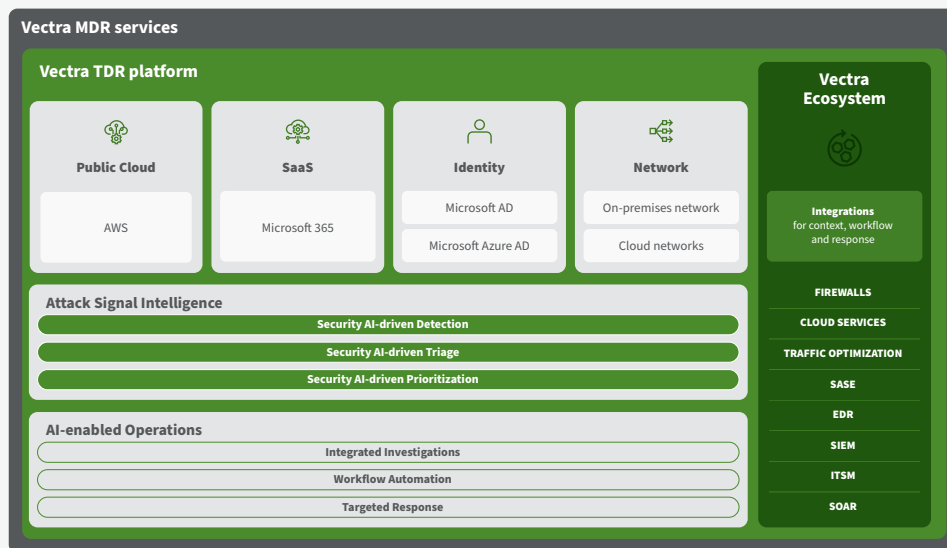 Vectra MDR services
Vectra TDR platform
Public Cloud
AWS
SaaS
Microsoft 365
Identity
Microsoft AD
Microsoft Azure AD
Network
On-premises network
Cloud networks
Attack Signal Intelligence
Security AI-driven Detection
Security AI-driven Triage
Security AI-driven Prioritization
AI-enabled Operations
Integrated Investigations
Workflow Automation
Targeted Response
Vectra
Ecosystem
Integrations
for context, workflow
and response
FIREWALLS
CLOUD SERVICES
TRAFFIC OPTIMIZATION
SASE
EDR
SIEM
ITSM
SOAR